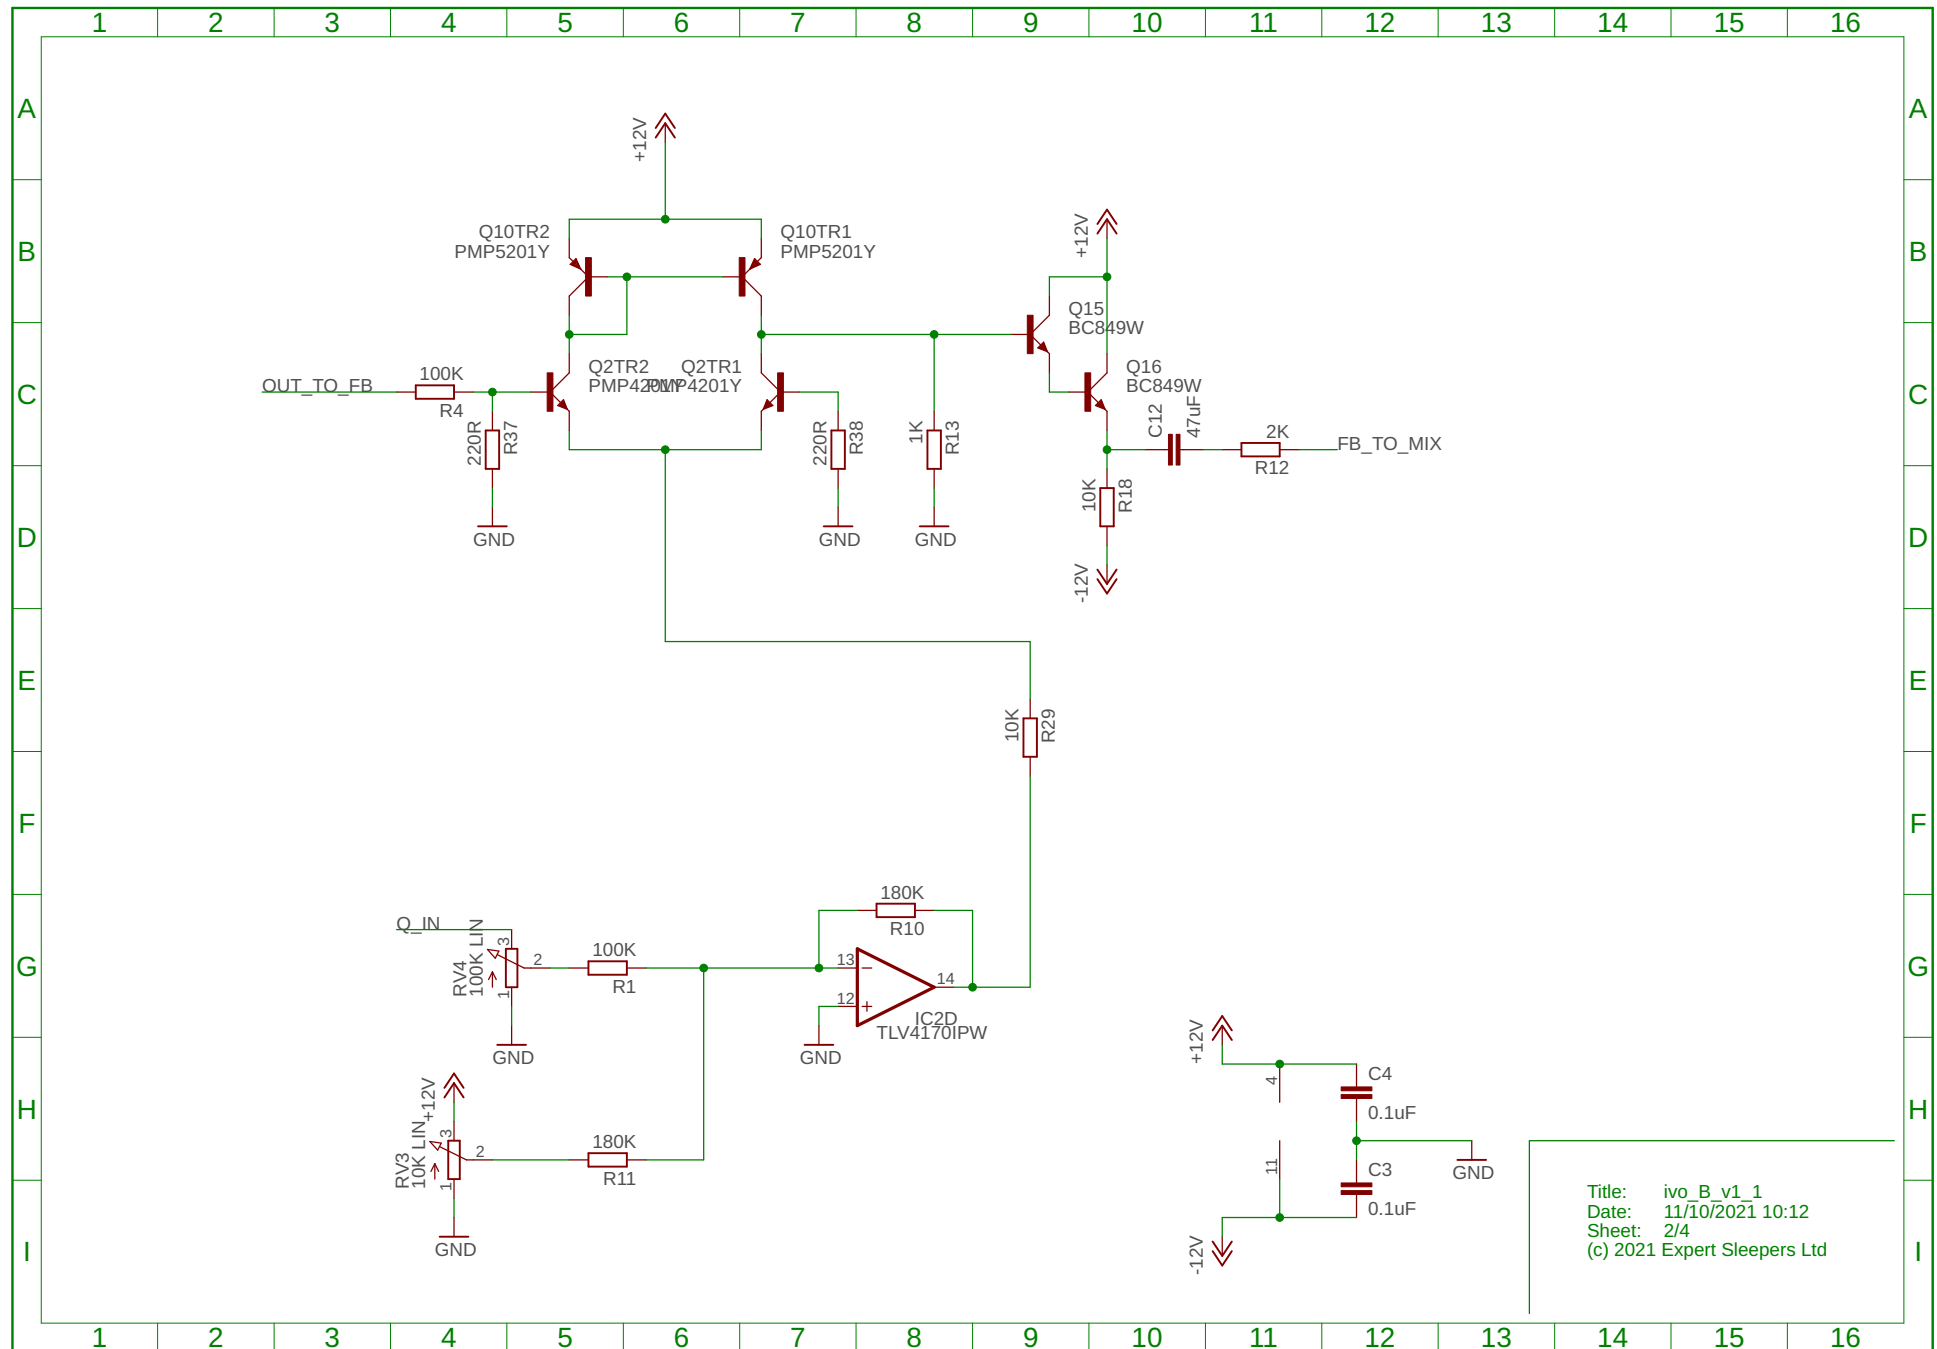 1 2 3 4 5 6 7 8 9 10 11 12 13 14 15 16
A A
+12V
Q10TR2
PMP5201Y
Q10TR1
PMP5201Y
+12V
B B
Q15
BC849W
Q2TR2
PMP4201Y
Q2TR1
PMP4201Y
Q16
BC849W
OUT_TO_FB
100K
R4
C C
220R
R37
220R
R38
1K
R13
C12
47uF
2K
R12
FB_TO_MIX
10K
R18
GND
GND
GND
D D
-12V
E E
10K
R29
F F
180K
R10
Q_IN
RV4
100K LIN
3
2
1
100K
R1
13
12
14
IC2D
TLV4170IPW
G G
GND
GND
+12V
RV3
10K LIN
3
2
1
180K
R11
GND
+12V
4
11
C4
0.1uF
C3
0.1uF
GND
-12V
H H
Title: ivo_B_v1_1
Date: 11/10/2021 10:12
Sheet: 2/4
(c) 2021 Expert Sleepers Ltd
I I
1 2 3 4 5 6 7 8 9 10 11 12 13 14 15 16